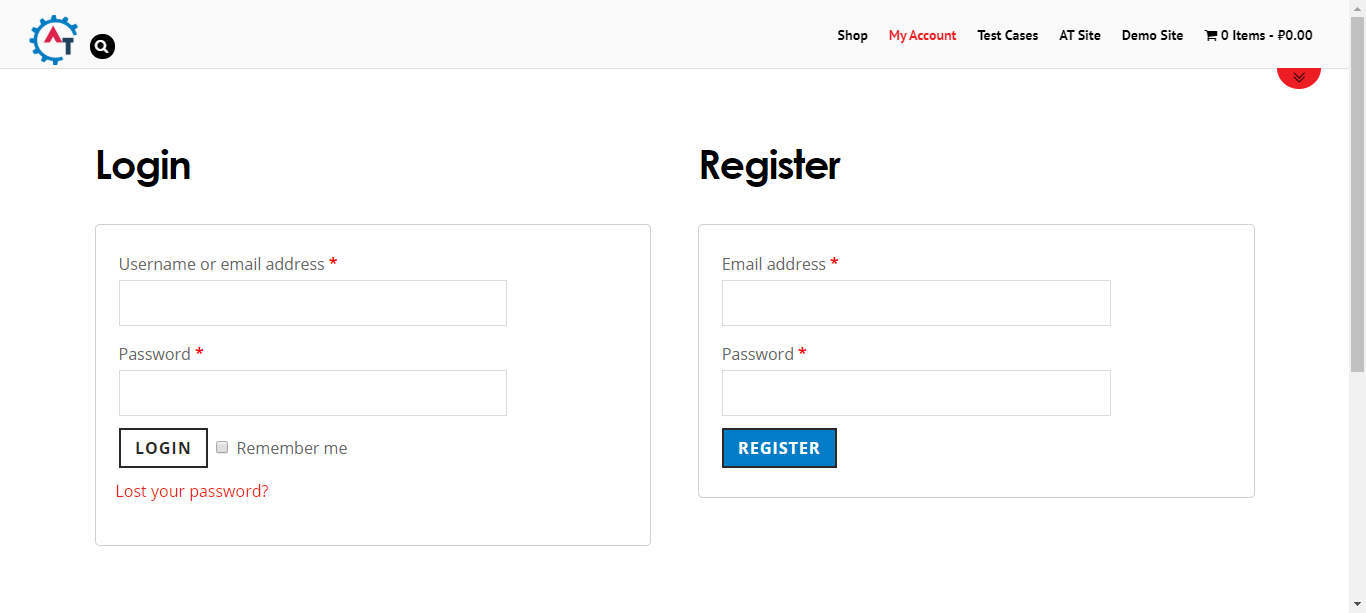 AT
Shop My Account Test Cases AT Site Demo Site 0 Items - ₽0.00
Login
Username or email address *
Password *
LOGIN Remember me
Lost your password?
Register
Email address *
Password *
REGISTER